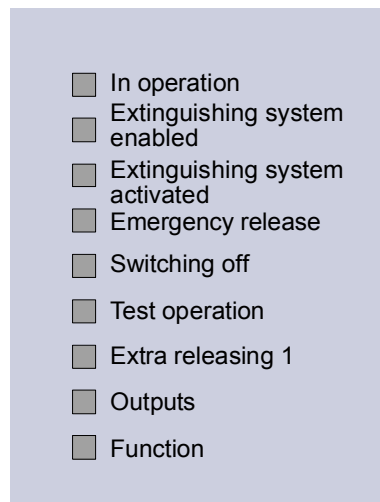 In operation
Extinguishing system
enabled
Extinguishing system
activated
Emergency release
Switching off
Test operation
Extra releasing 1
Outputs
Function